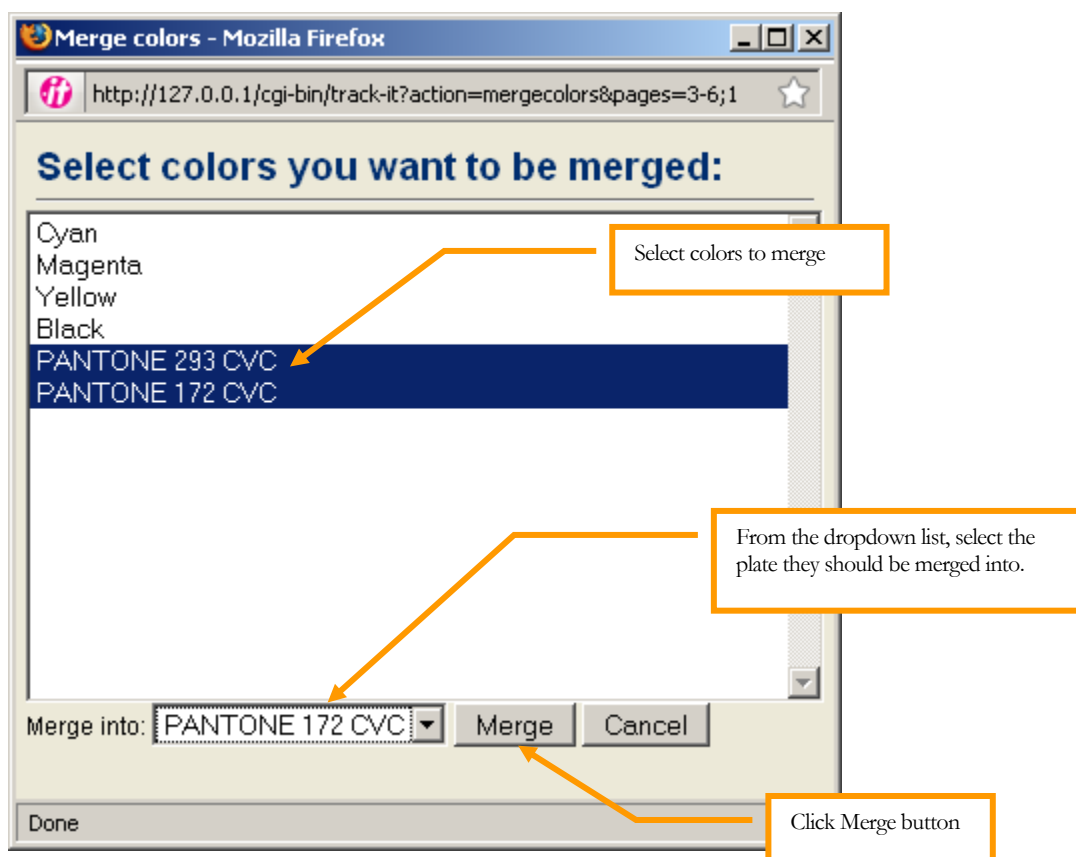 Merge colors - Mozilla Firefox
http://127.0.0.1/cgi-bin/track-it?action=mergecolors&pages=3-6;1
Select colors you want to be merged:
Cyan
Magenta
Yellow
Black
PANTONE 293 CVC
PANTONE 172 CVC
Select colors to merge
From the dropdown list, select the
plate they should be merged into.
Merge into: PANTONE 172 CVC Merge Cancel
Done
Click Merge button